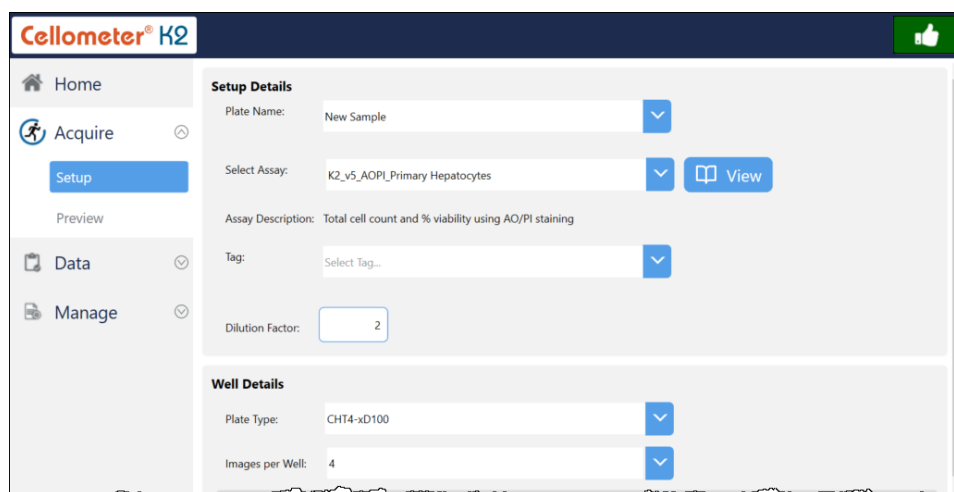 Cellometer® K2
Home
Acquire
Setup
Preview
Data
Manage
Setup Details
Plate Name: New Sample
Select Assay: K2_v5_AOPI_Primary Hepatocytes View
Assay Description: Total cell count and % viability using AO/PI staining
Tag: Select Tag...
Dilution Factor: 2
Well Details
Plate Type: CHT4-xD100
Images per Well: 4